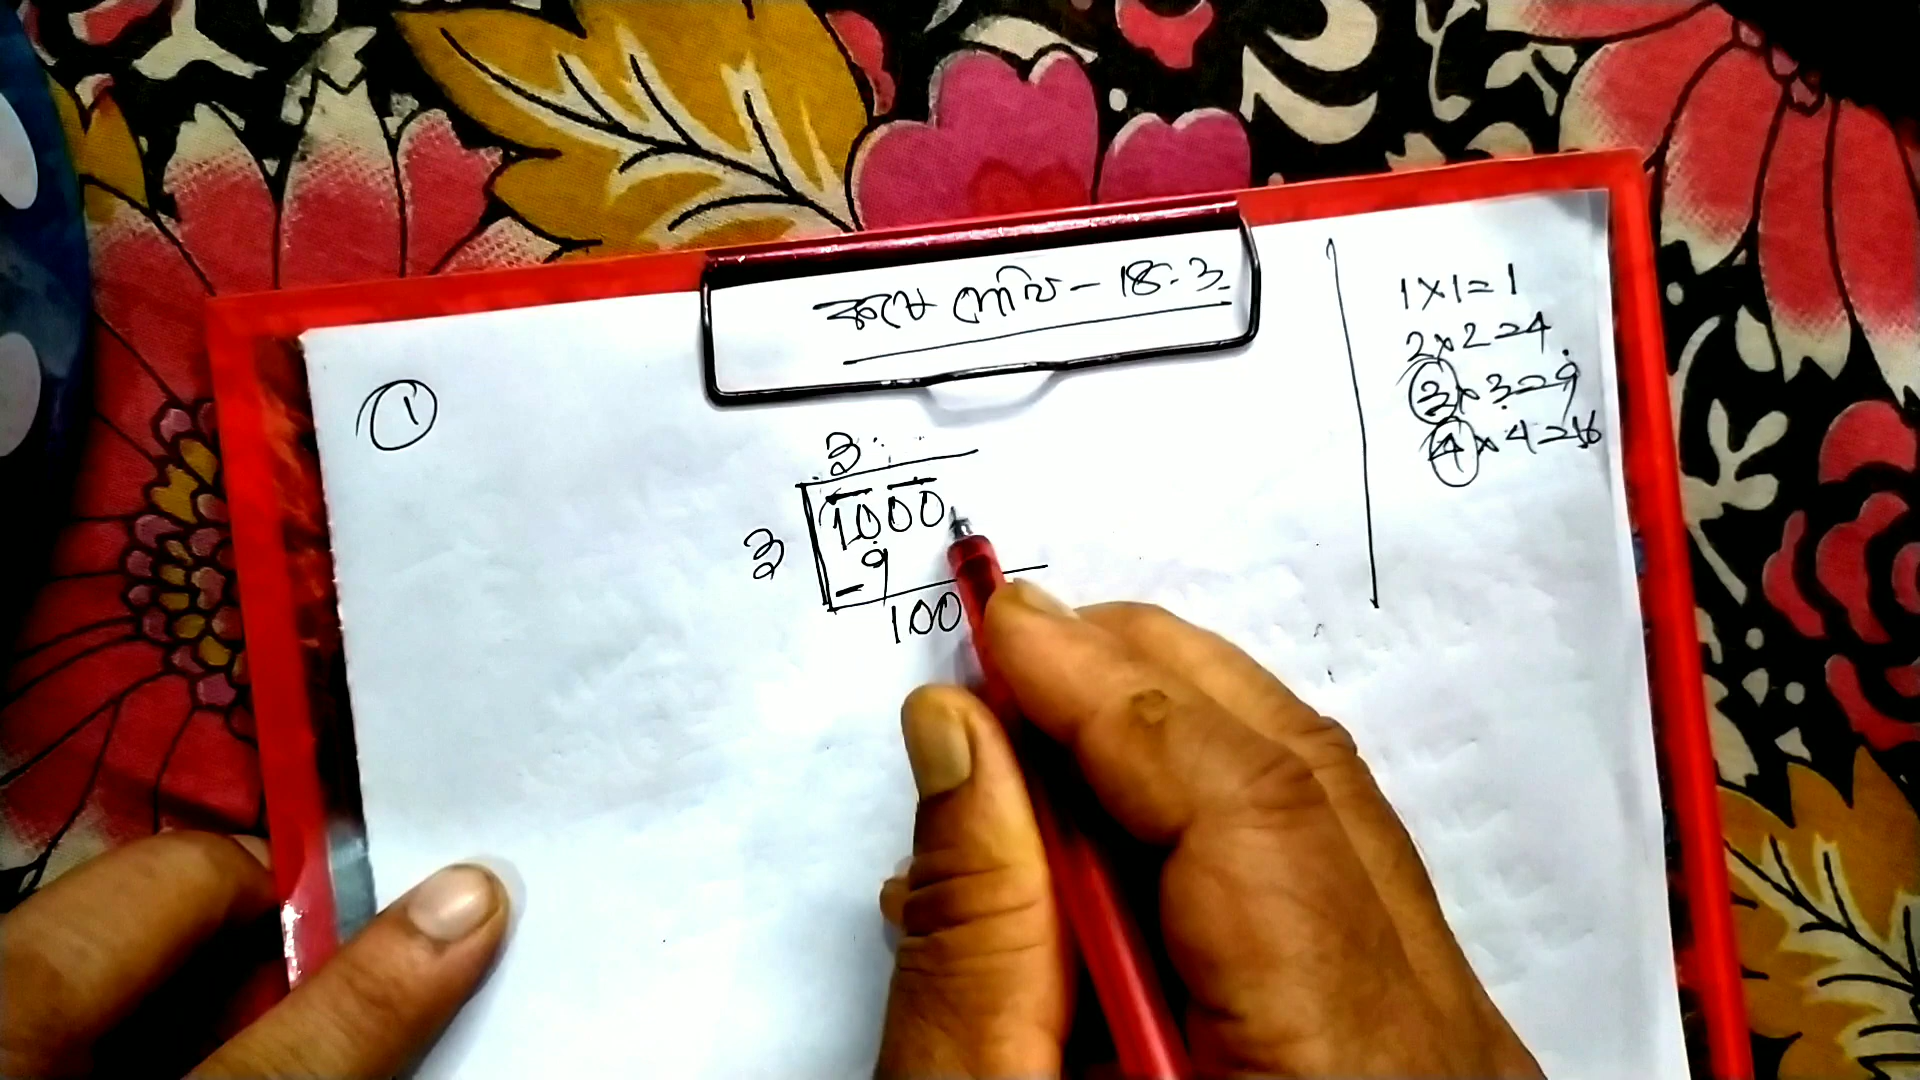 কষে দেখি - 18.3
1
3
1000
3
- 9
100
1 x 1 = 1
2 x 2 = 4
3 x 3 = 9
4 x 4 = 16